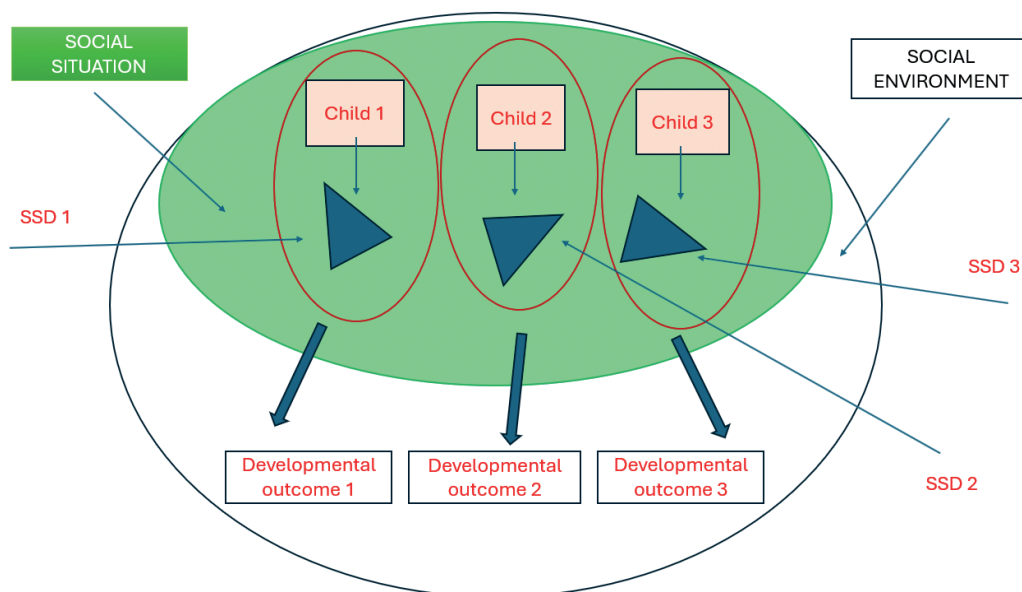 SOCIAL
SITUATION
SOCIAL
ENVIRONMENT
Child 1
Child 2
Child 3
SSD 1
SSD 3
Developmental
outcome 1
Developmental
outcome 2
Developmental
outcome 3
SSD 2